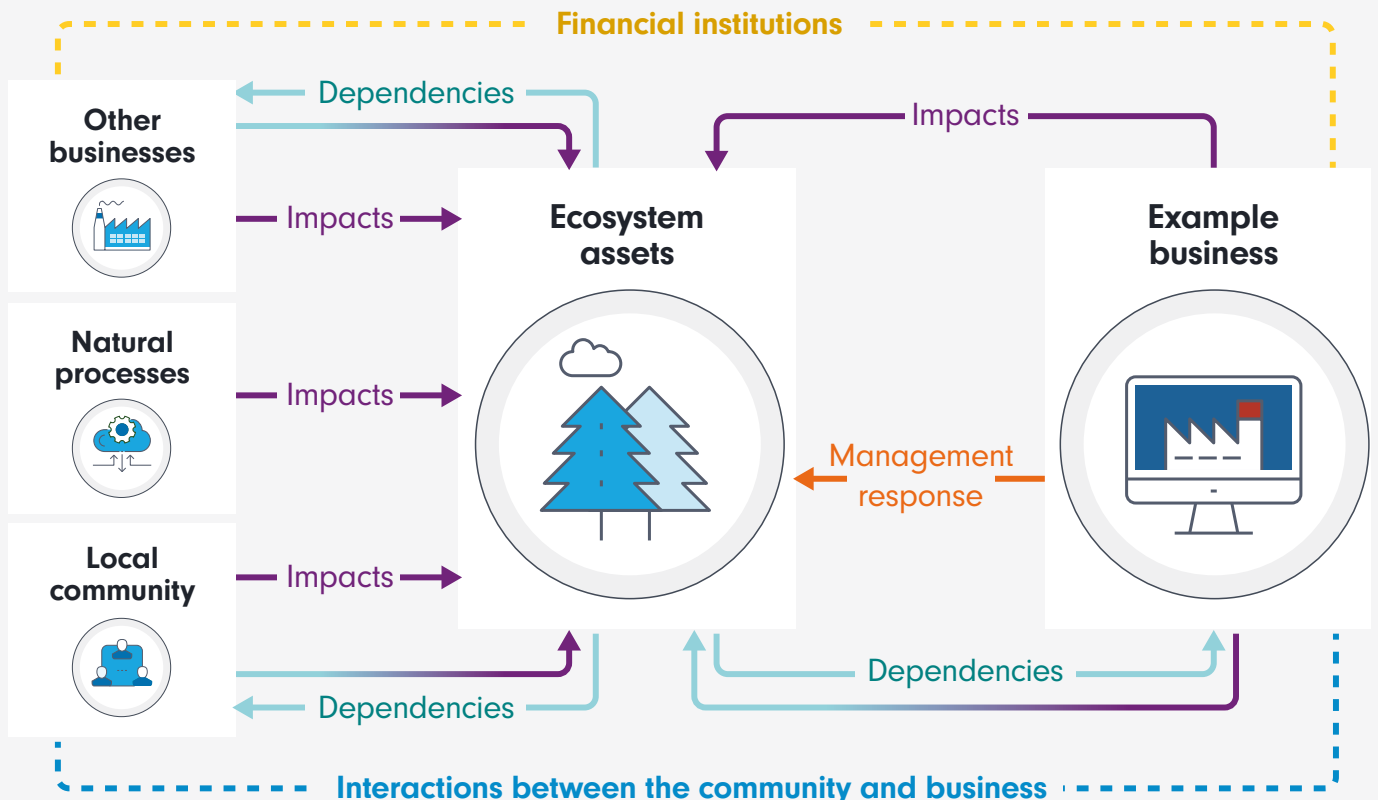 Financial institutions
Other
businesses
Dependencies
Impacts
Impacts
Ecosystem
assets
Example
business
Natural
processes
Impacts
Management
response
Local
community
Impacts
Dependencies
Dependencies
Interactions between the community and business